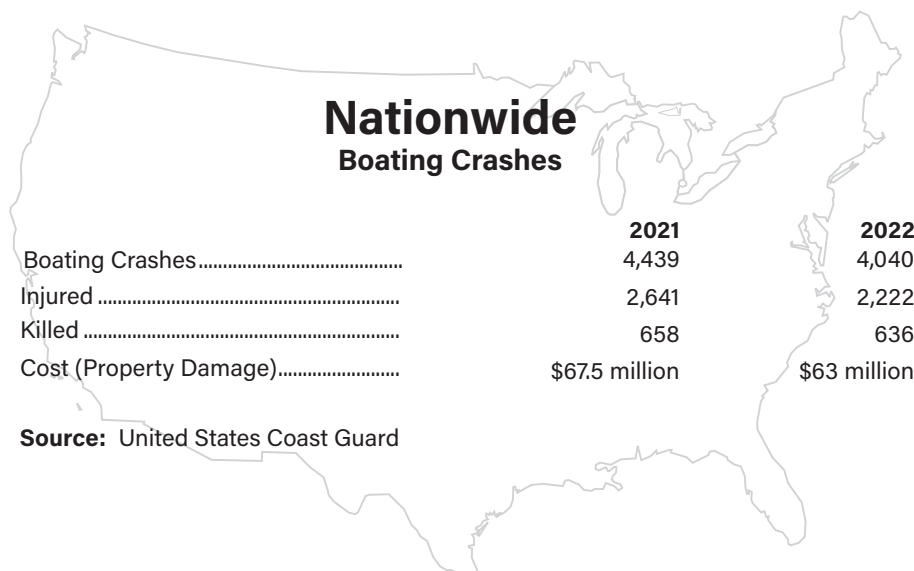 Nationwide
Boating Crashes
2021 2022
Boating Crashes.......................................... 4,439 4,040
Injured .............................................................. 2,641 2,222
Killed ................................................................. 658 636
Cost (Property Damage)......................... $67.5 million $63 million
Source: United States Coast Guard